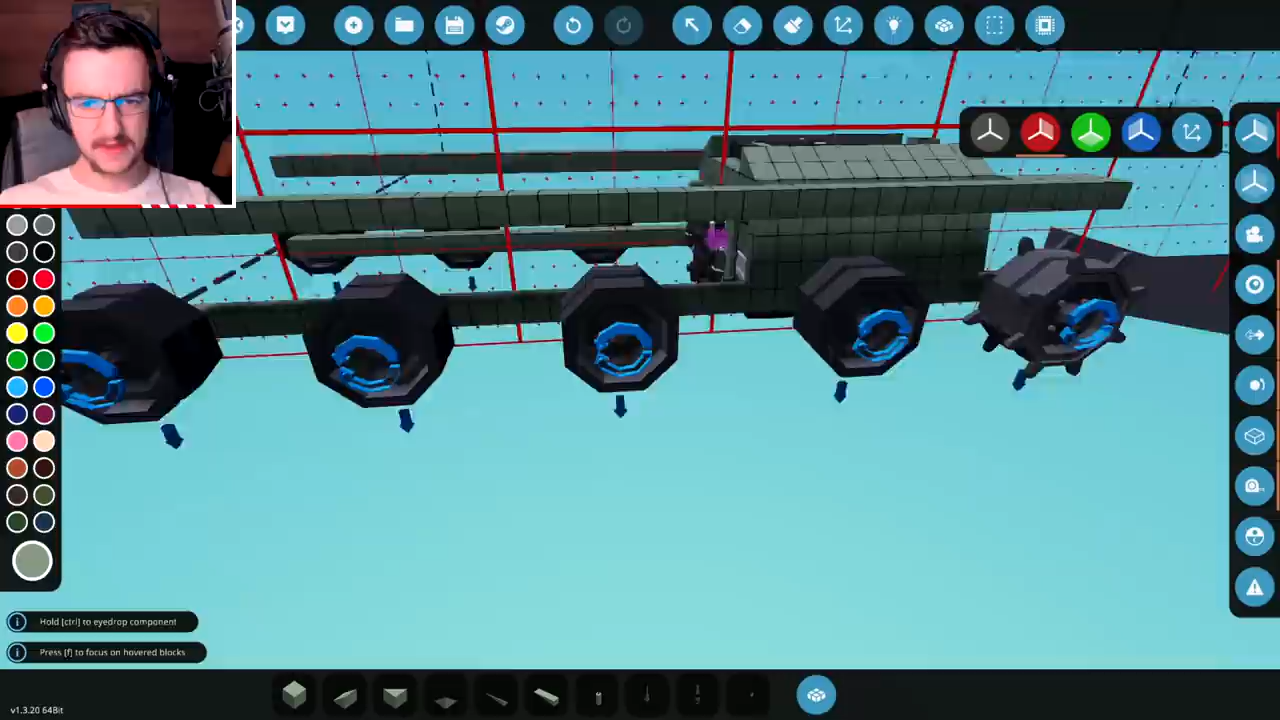 Hold [ctrl] to eyedrop component
Press [f] to focus on hovered blocks
v1.3.20 64Bit